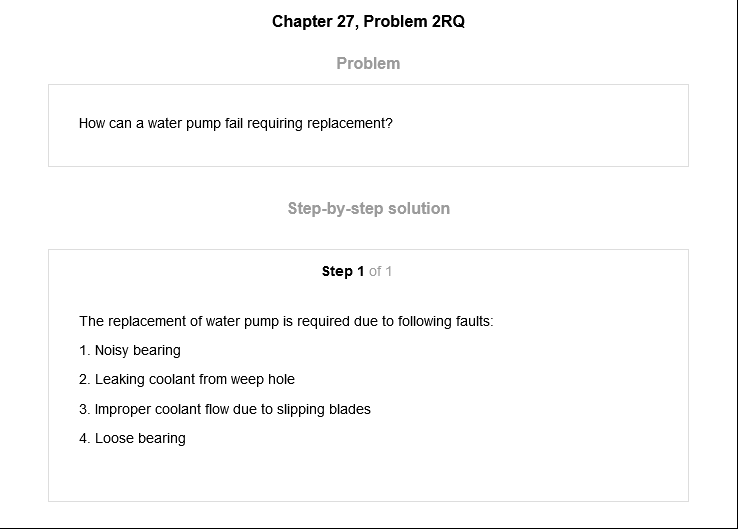 Chapter 27, Problem 2RQ
Problem
How can a water pump fail requiring replacement?
Step-by-step solution
Step 1 of 1
The replacement of water pump is required due to following faults:
1. Noisy bearing
2. Leaking coolant from weep hole
3. Improper coolant flow due to slipping blades
4. Loose bearing